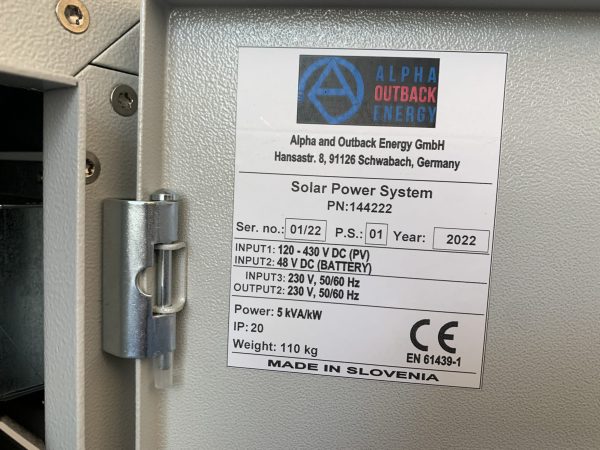 ALPHA
OUTBACK
ENERGY
Alpha and Outback Energy GmbH
Hansastr. 8, 91126 Schwabach, Germany
Solar Power System
PN:144222
Ser. no.: 01/22 P.S.: 01 Year: 2022
INPUT1: 120 - 430 V DC (PV)
INPUT2: 48 V DC (BATTERY)
INPUT3: 230 V, 50/60 Hz
OUTPUT2: 230 V, 50/60 Hz
Power: 5 kVA/kW
IP: 20
Weight: 110 kg
CE
EN 61439-1
MADE IN SLOVENIA